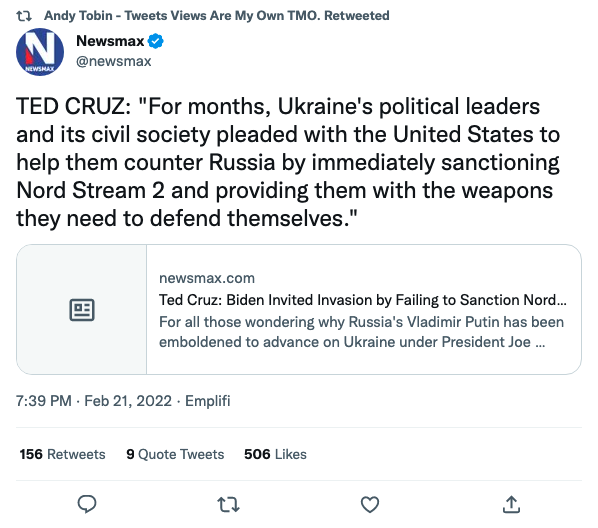 Andy Tobin - Tweets Views Are My Own TMO. Retweeted
Newsmax
@newsmax
NEWSMAX
TED CRUZ: "For months, Ukraine's political leaders
and its civil society pleaded with the United States to
help them counter Russia by immediately sanctioning
Nord Stream 2 and providing them with the weapons
they need to defend themselves."
newsmax.com
Ted Cruz: Biden Invited Invasion by Failing to Sanction Nord...
For all those wondering why Russia's Vladimir Putin has been
emboldened to advance on Ukraine under President Joe ...
7:39 PM · Feb 21, 2022 · Emplifi
156 Retweets 9 Quote Tweets 506 Likes